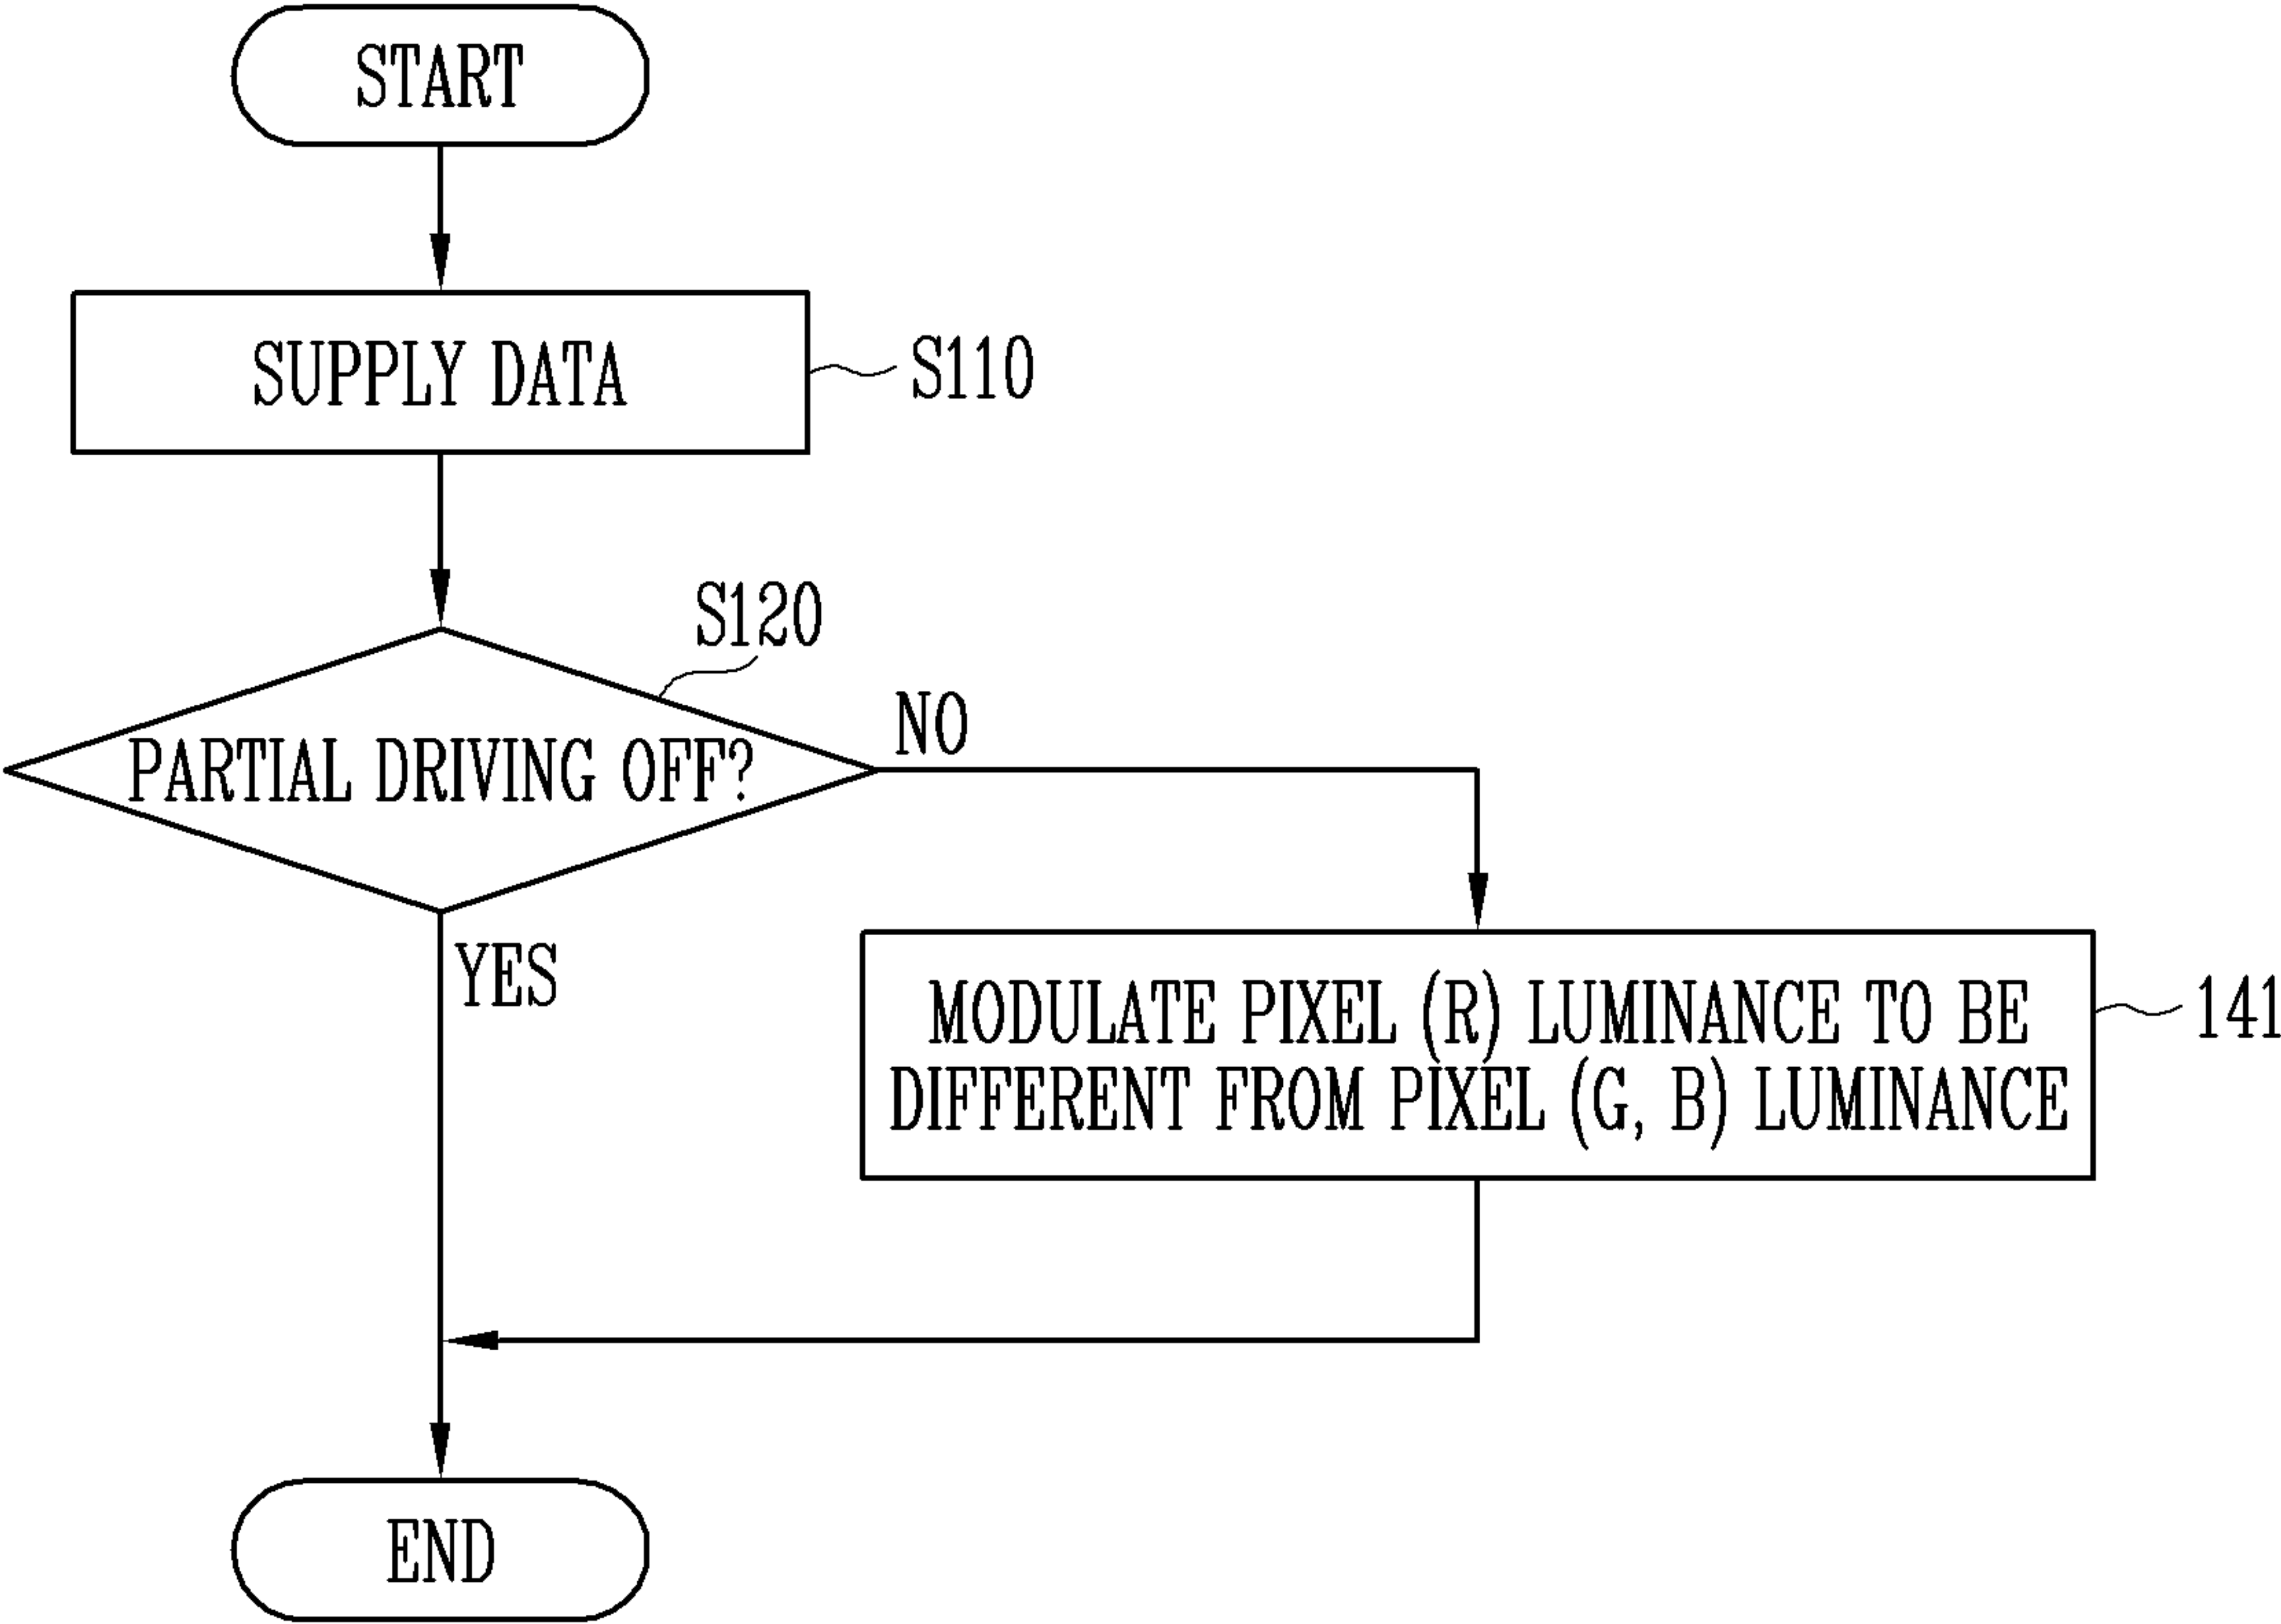 START
SUPPLY DATA
S110
S120
PARTIAL DRIVING OFF?
NO
YES
MODULATE PIXEL (R) LUMINANCE TO BE
DIFFERENT FROM PIXEL (G, B) LUMINANCE
141
END